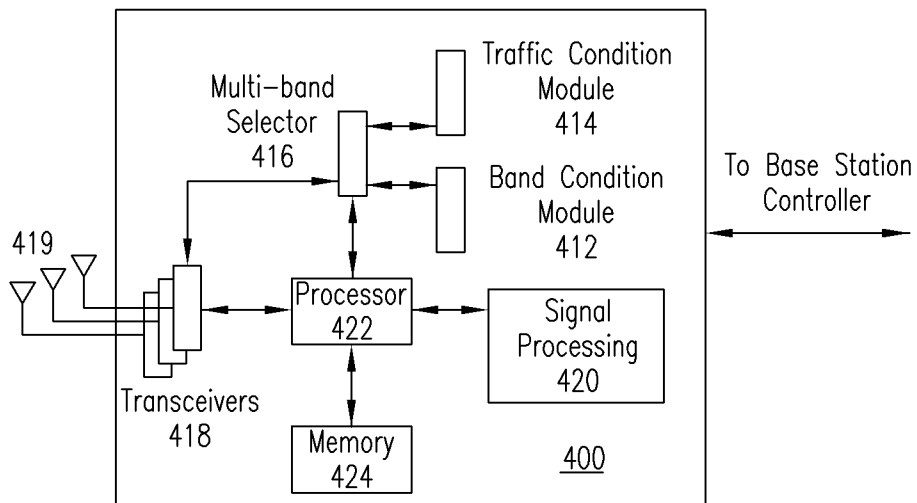 Traffic Condition
Module
414
Multi-band
Selector
416
Band Condition
Module
412
To Base Station
Controller
419
Processor
422
Signal
Processing
420
Transceivers
418
Memory
424
400